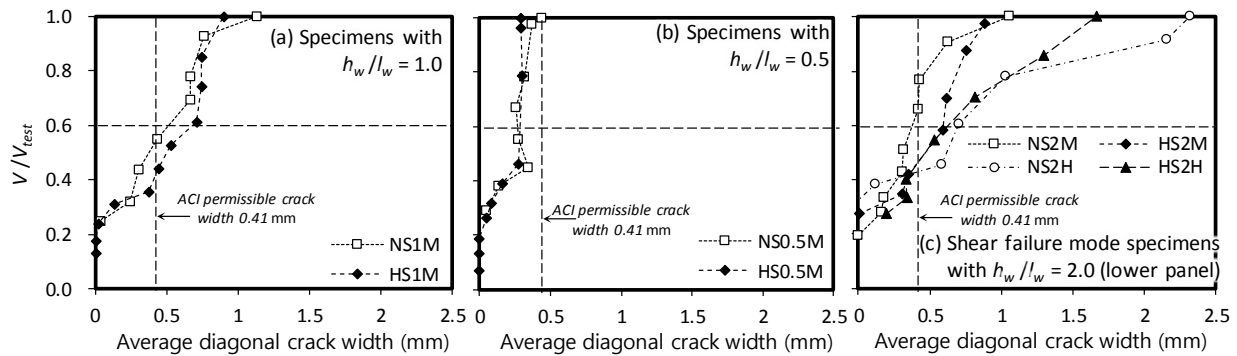 V/V_test
1.0
0.8
0.6
0.4
0.2
0.0
(a) Specimens with
h_w/l_w = 1.0
ACI permissible crack
width 0.41 mm
NS1M
HS1M
0 0.5 1 1.5 2 2.5
Average diagonal crack width (mm)
(b) Specimens with
h_w/l_w = 0.5
ACI permissible crack
width 0.41 mm
NS0.5M
HS0.5M
0 0.5 1 1.5 2 2.5
Average diagonal crack width (mm)
NS2M HS2M
NS2H HS2H
ACI permissible crack
width 0.41 mm
(c) Shear failure mode specimens
with h_w/l_w = 2.0 (lower panel)
0 0.5 1 1.5 2 2.5
Average diagonal crack width (mm)